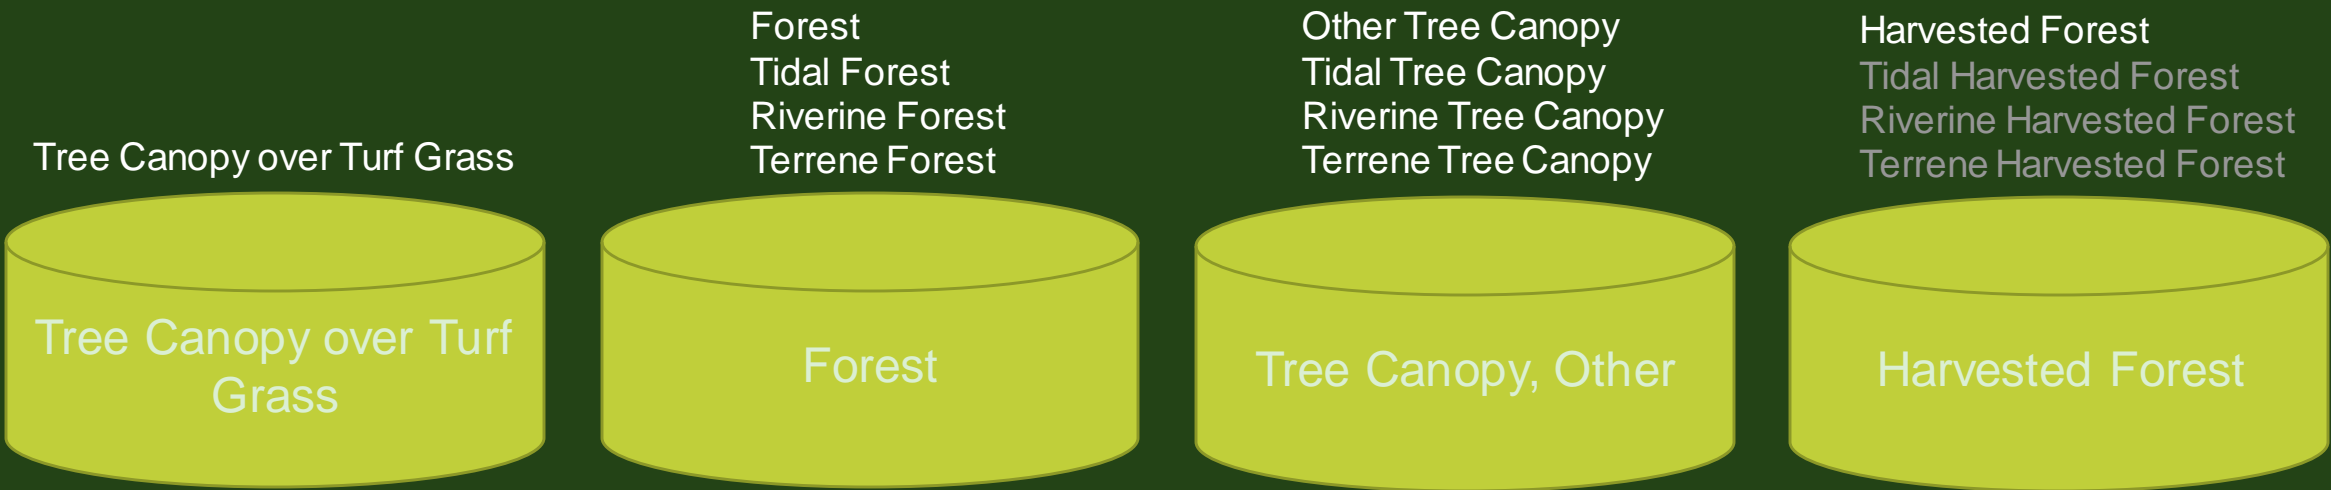 Tree Canopy over Turf Grass
Forest
Tidal Forest
Riverine Forest
Terrene Forest
Other Tree Canopy
Tidal Tree Canopy
Riverine Tree Canopy
Terrene Tree Canopy
Harvested Forest
Tidal Harvested Forest
Riverine Harvested Forest
Terrene Harvested Forest
Tree Canopy over Turf
Grass
Forest
Tree Canopy, Other
Harvested Forest